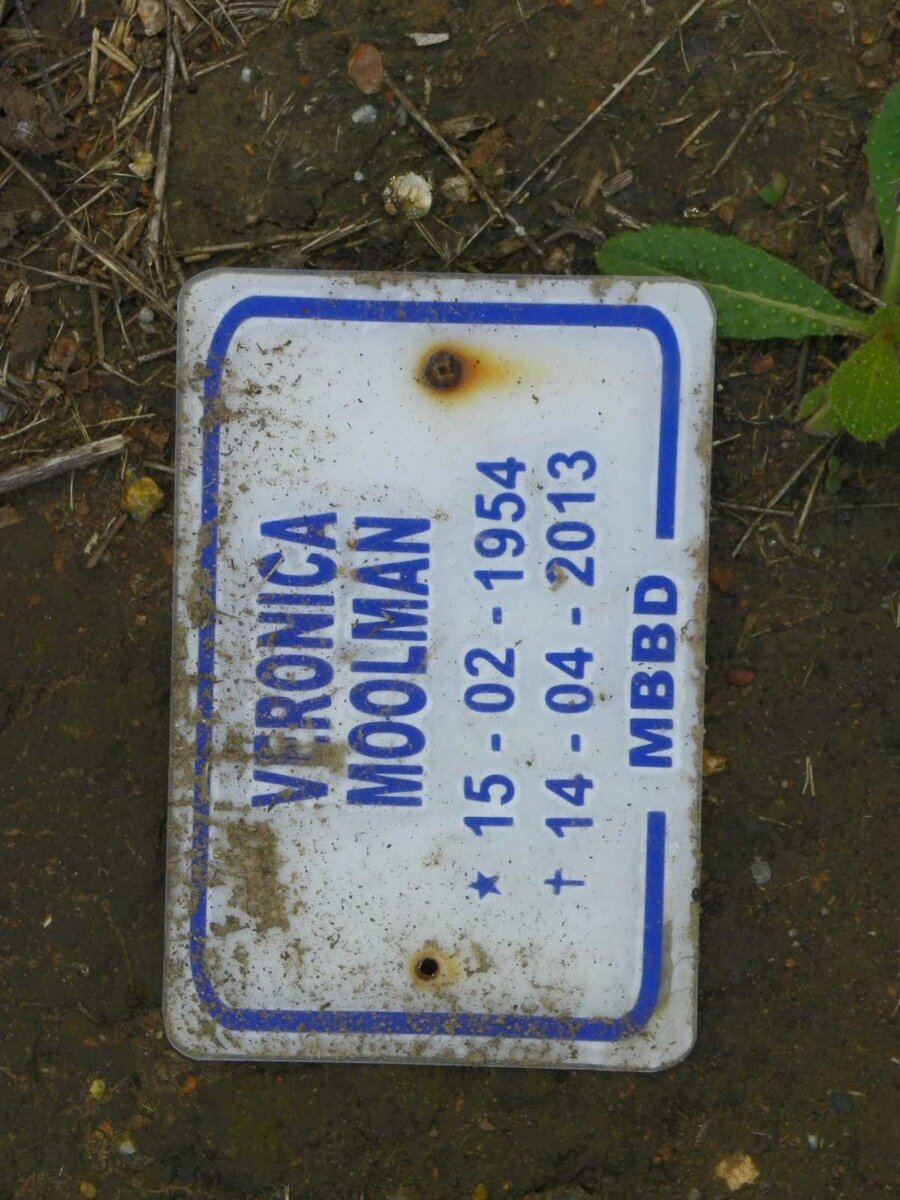 VERONICA
MOOLMAN
★ 15 - 02 - 1954
† 14 - 04 - 2013
MBBD